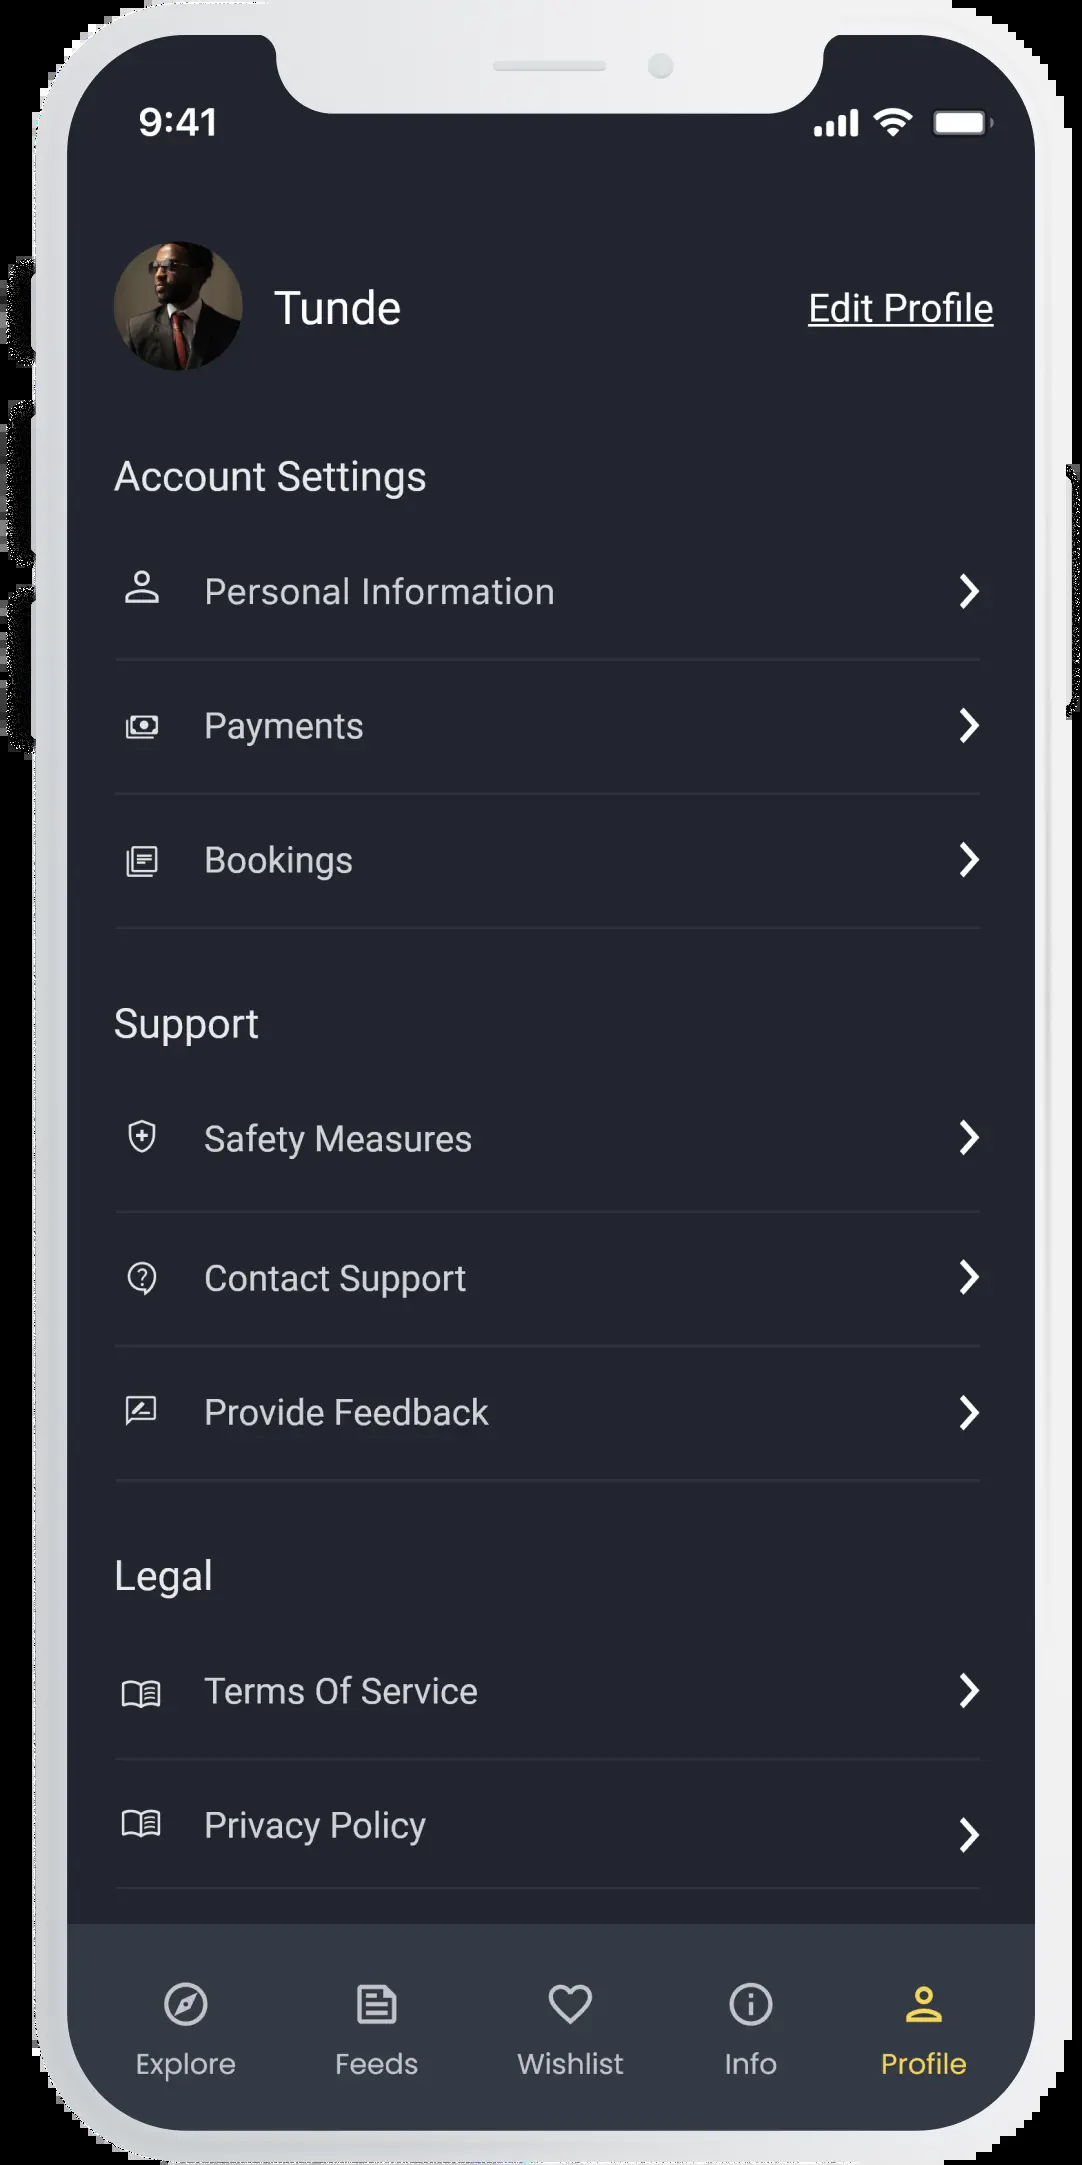 9:41
Tunde
Edit Profile
Account Settings
Personal Information
Payments
Bookings
Support
Safety Measures
Contact Support
Provide Feedback
Legal
Terms Of Service
Privacy Policy
Explore
Feeds
Wishlist
Info
Profile